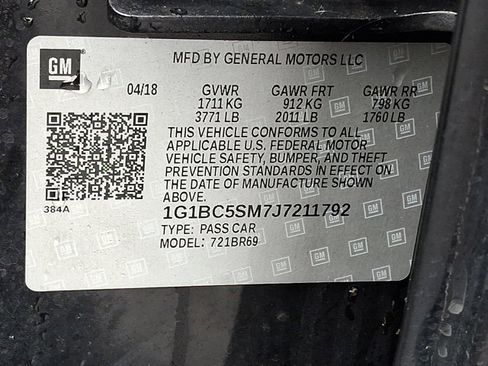 GM
MFD BY GENERAL MOTORS LLC
04/18 GVWR GAWR FRT GAWR RR
1711 KG 912 KG 798 KG
3771 LB 2011 LB 1760 LB
THIS VEHICLE CONFORMS TO ALL
APPLICABLE U.S. FEDERAL MOTOR
VEHICLE SAFETY, BUMPER, AND THEFT
PREVENTION STANDARDS IN EFFECT ON
THE DATE OF MANUFACTURE SHOWN
ABOVE.
384A
1G1BC5SM7J7211792
TYPE: PASS CAR
MODEL: 721BR69